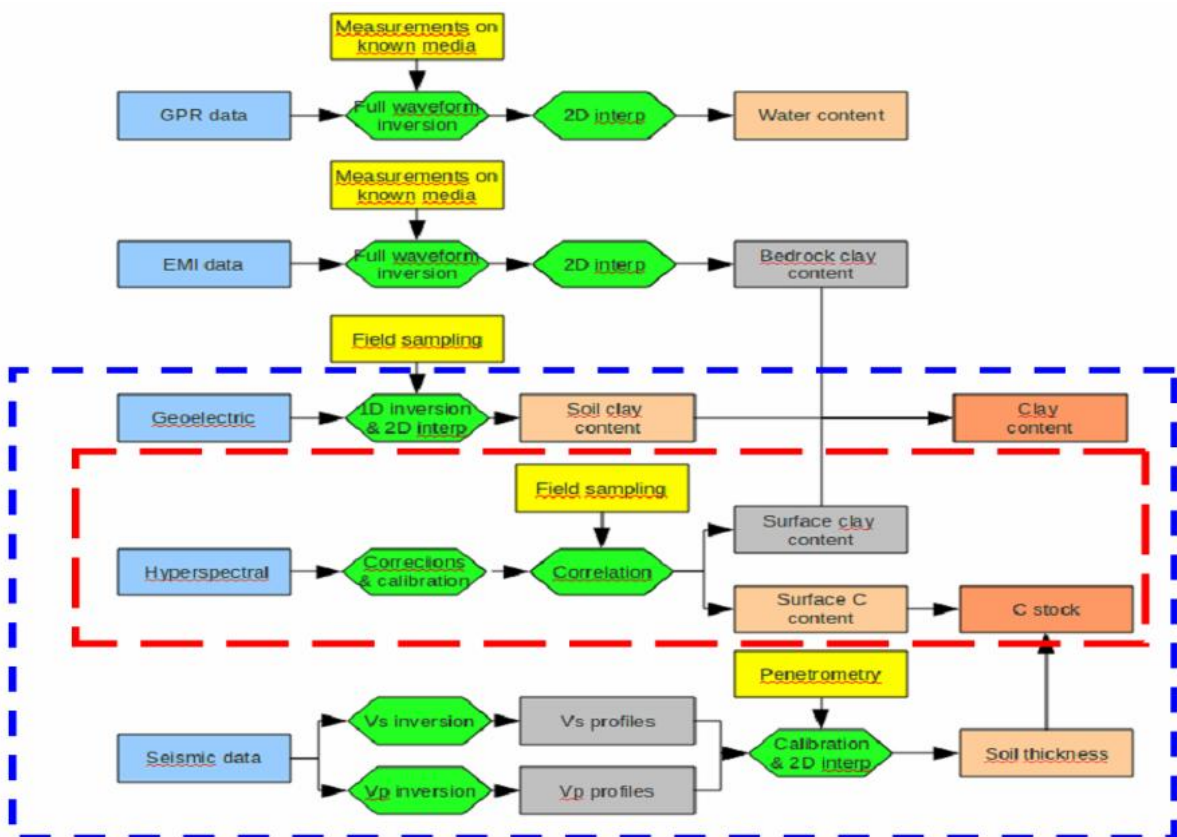 Measurements on
known media
GPR data
Full waveform
inversion
2D interp
Water content
Measurements on
known media
EMI data
Full waveform
inversion
2D interp
Bedrock clay
content
Field sampling
Geoelectric
1D inversion
& 2D interp
Soil clay
content
Clay
content
Field sampling
Hyperspectral
Corrections
& calibration
Correlation
Surface clay
content
Surface C
content
C stock
Penetrometry
Seismic data
Vs inversion
Vs profiles
Vp inversion
Vp profiles
Calibration
& 2D interp
Soil thickness